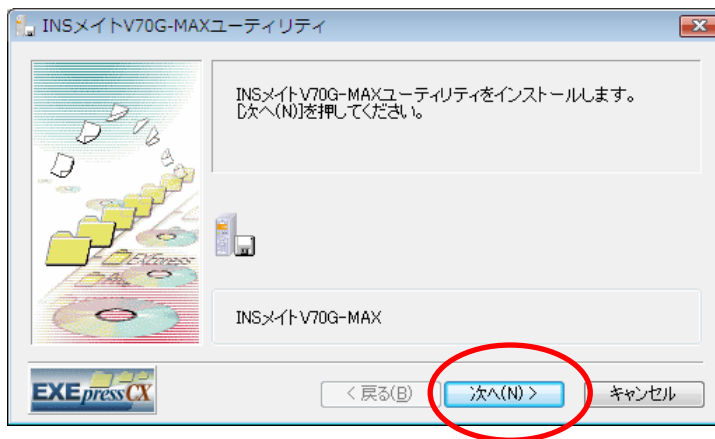 INSメイトV70G-MAXユーティリティ
INSメイトV70G-MAXユーティリティをインストールします。
[次へ(N)]を押してください。
EXEpress
INSメイトV70G-MAX
EXEpress CX
< 戻る(B)
次へ(N) >
キャンセル